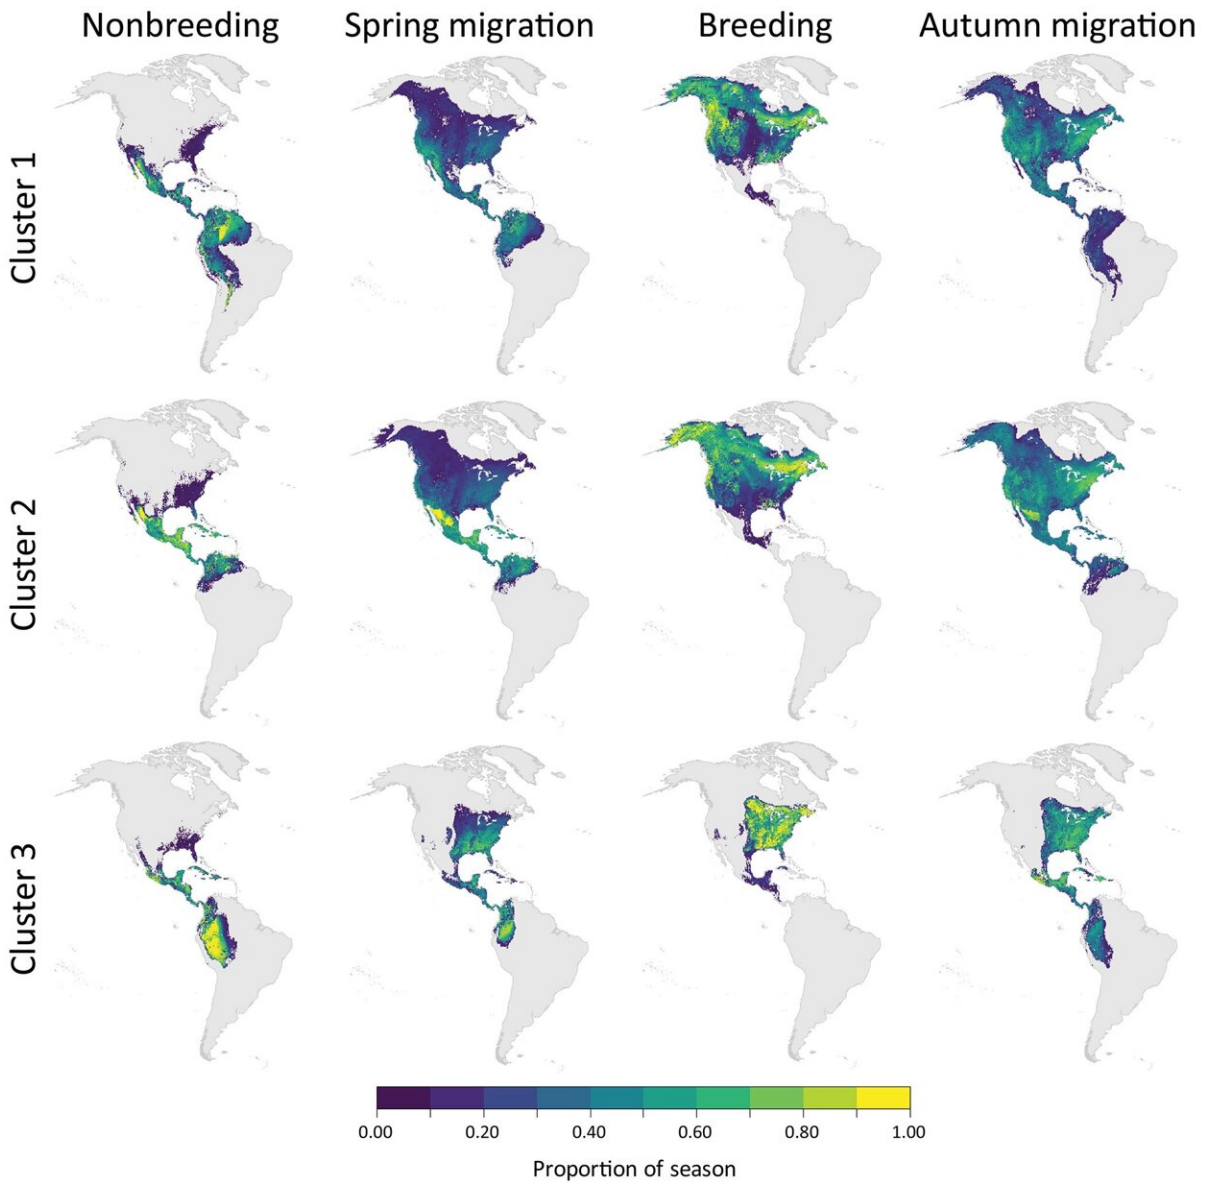 Nonbreeding Spring migration Breeding Autumn migration
Cluster 1
Cluster 2
Cluster 3
0.00 0.20 0.40 0.60 0.80 1.00
Proportion of season